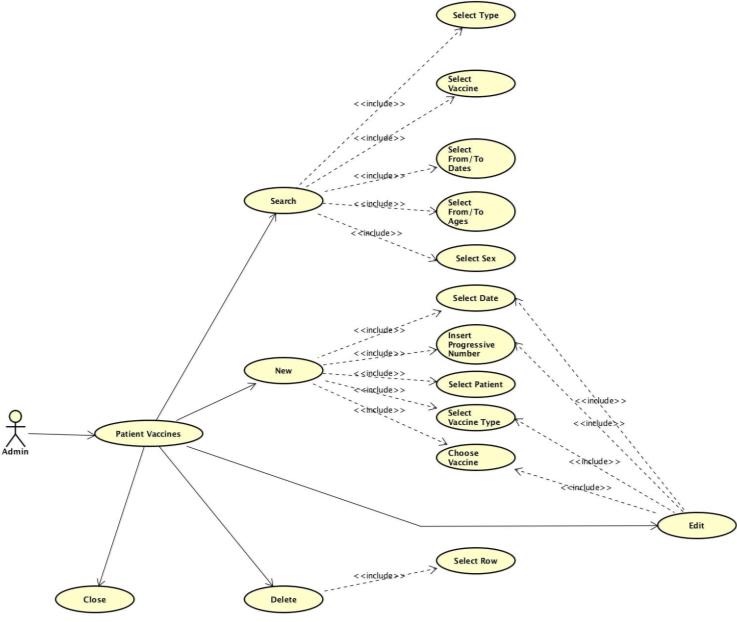 Select Type
<<include>>
Select
Vaccine
<<include>>
Select
From/To
Dates
<<include>>
Search
<<include>>
Select
From/To
Ages
<<include>>
Select Sex
Select Date
<<include>>
Insert
Progressive
Number
<<include>>
New
<<include>>
Select Patient
<<include>>
Select
Vaccine Type
<<include>>
Choose
Vaccine
<<include>>
<<include>>
<<include>>
<<include>>
Admin
Patient Vaccines
Edit
Select Row
<<include>>
Close
Delete